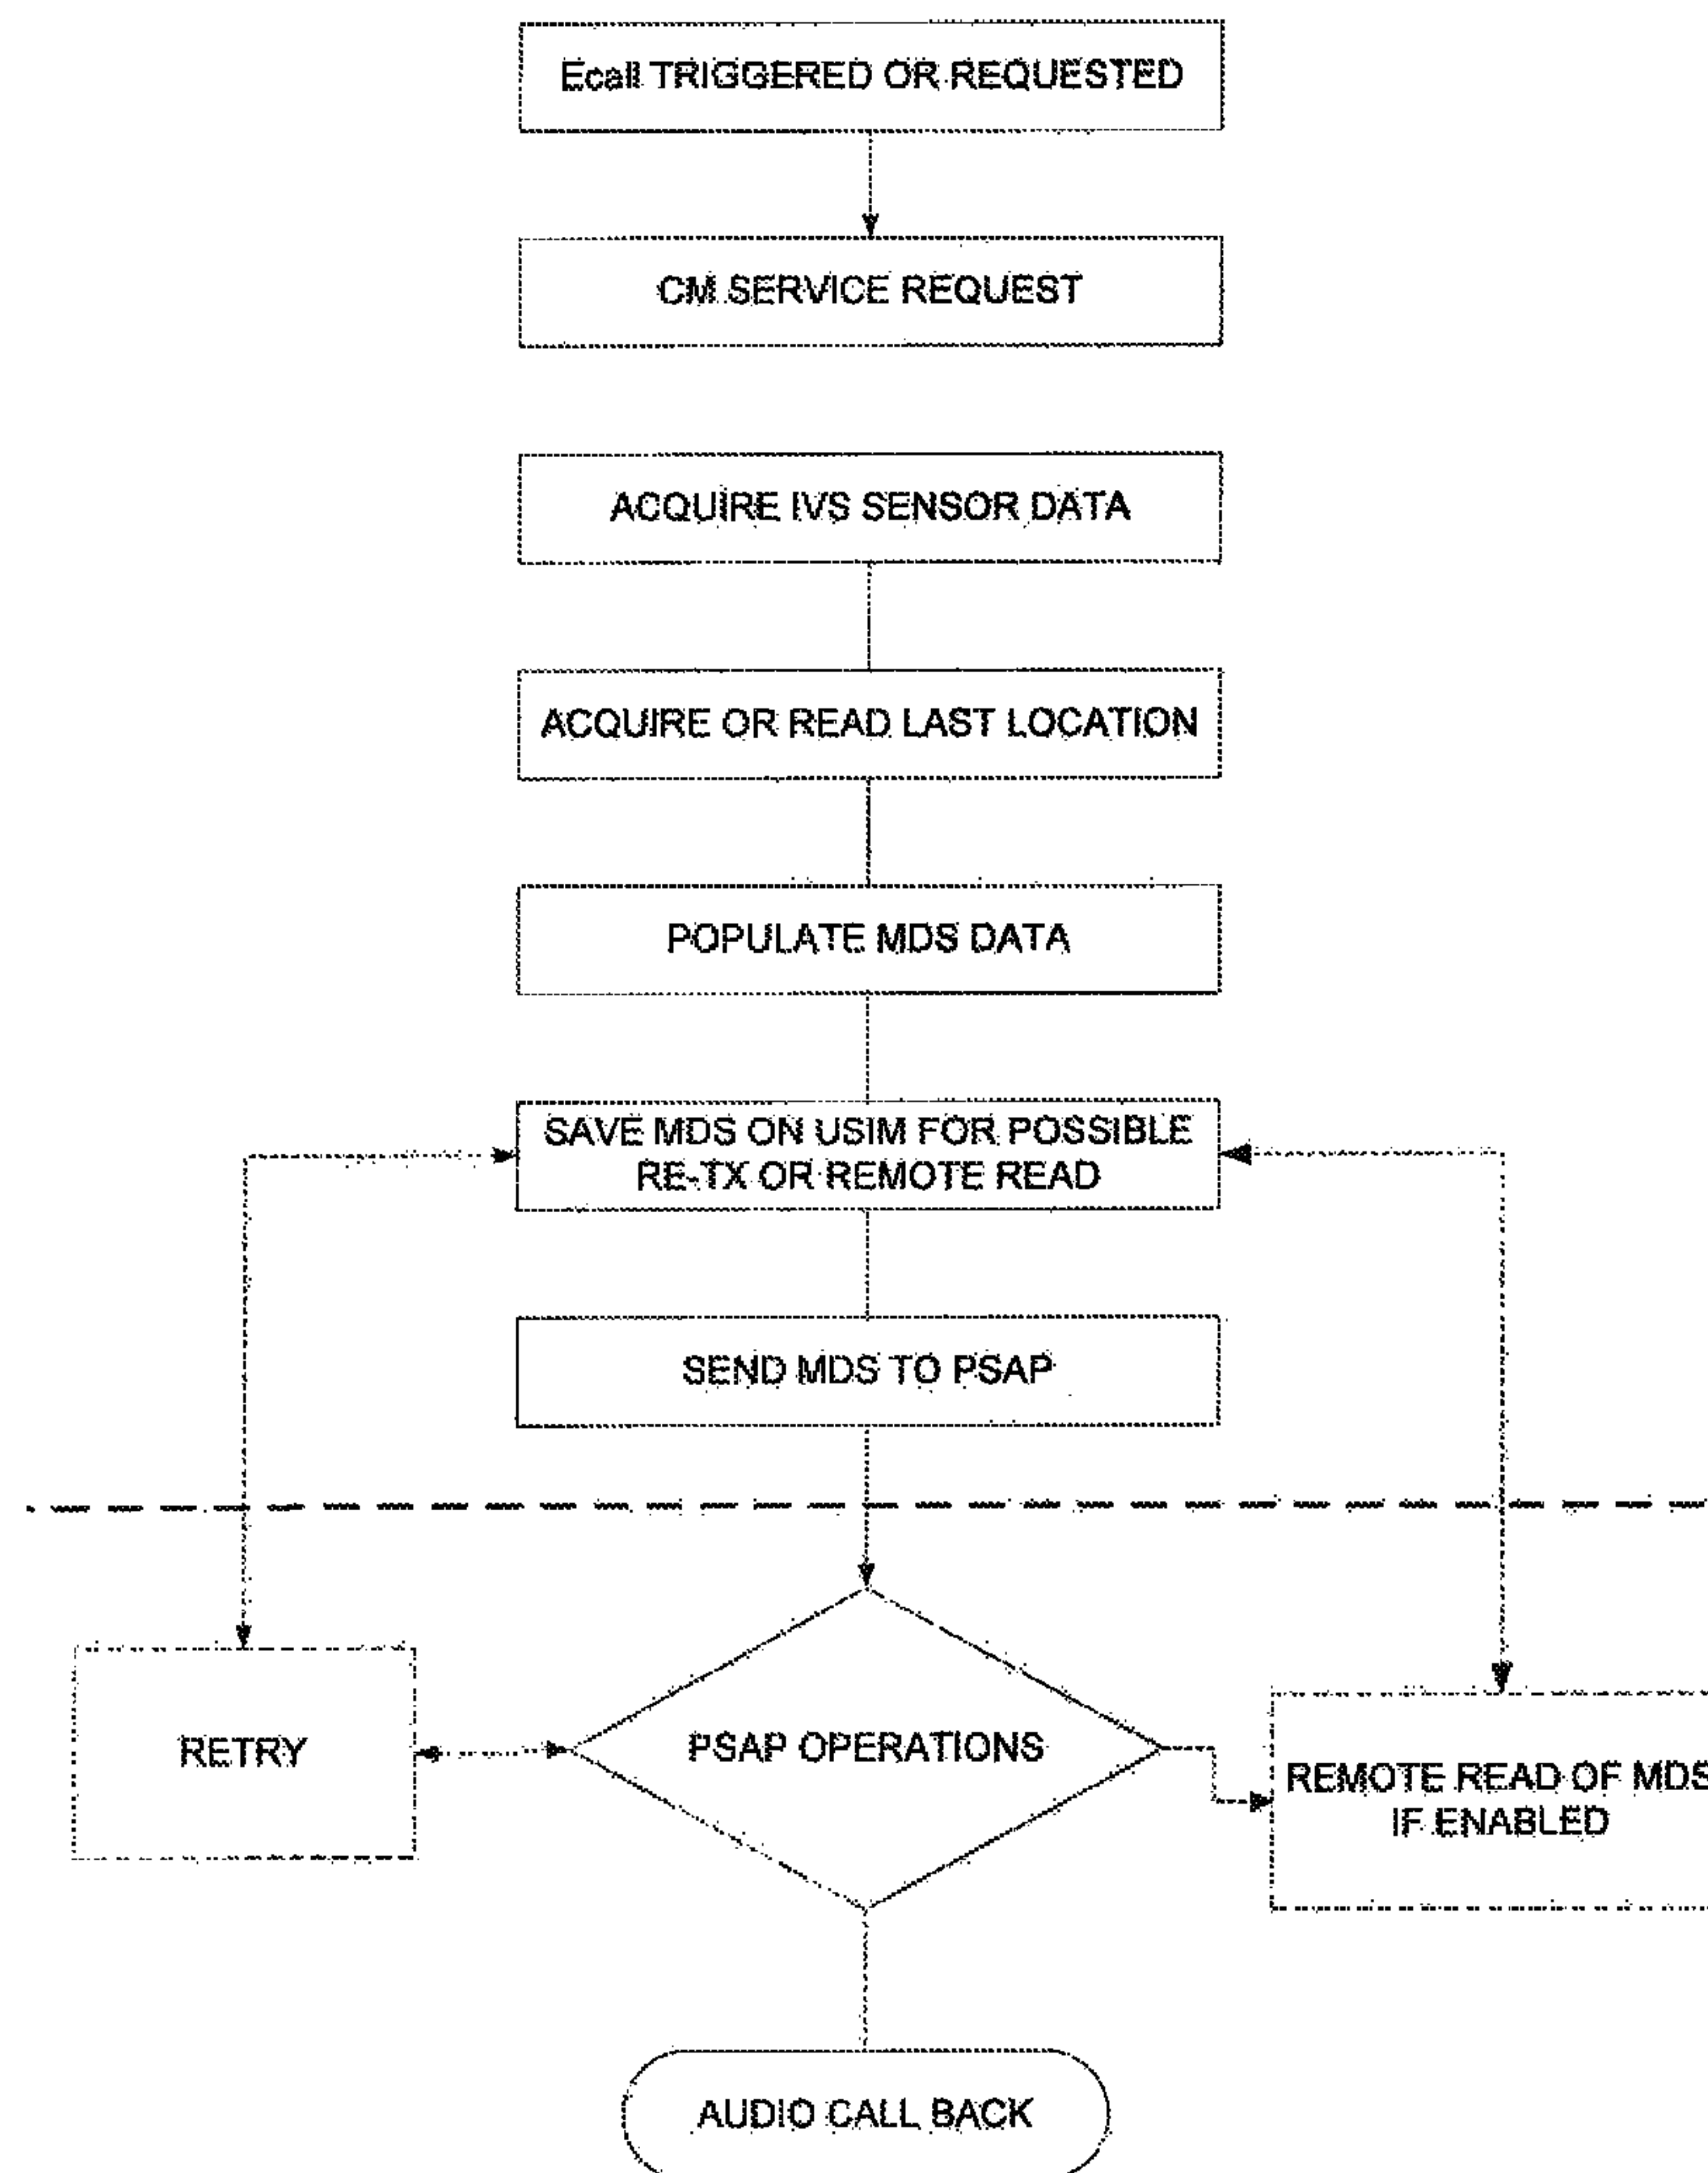 Ecall TRIGGERED OR REQUESTED
CM SERVICE REQUEST
ACQUIRE IVS SENSOR DATA
ACQUIRE OR READ LAST LOCATION
POPULATE MDS DATA
SAVE MDS ON USIM FOR POSSIBLE
RE-TX OR REMOTE READ
SEND MDS TO PSAP
RETRY
PSAP OPERATIONS
REMOTE READ OF MDS
IF ENABLED
AUDIO CALL BACK